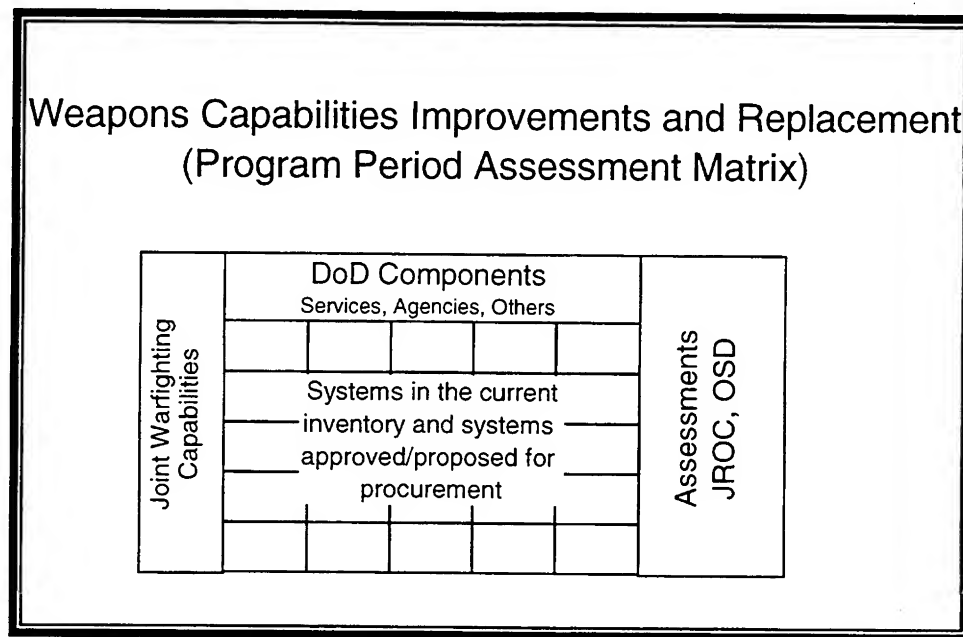 Weapons Capabilities Improvements and Replacement
(Program Period Assessment Matrix)
DoD Components
Services, Agencies, Others
Joint Warfighting
Capabilities
Systems in the current
inventory and systems
approved/proposed for
procurement
Assessments
JROC, OSD